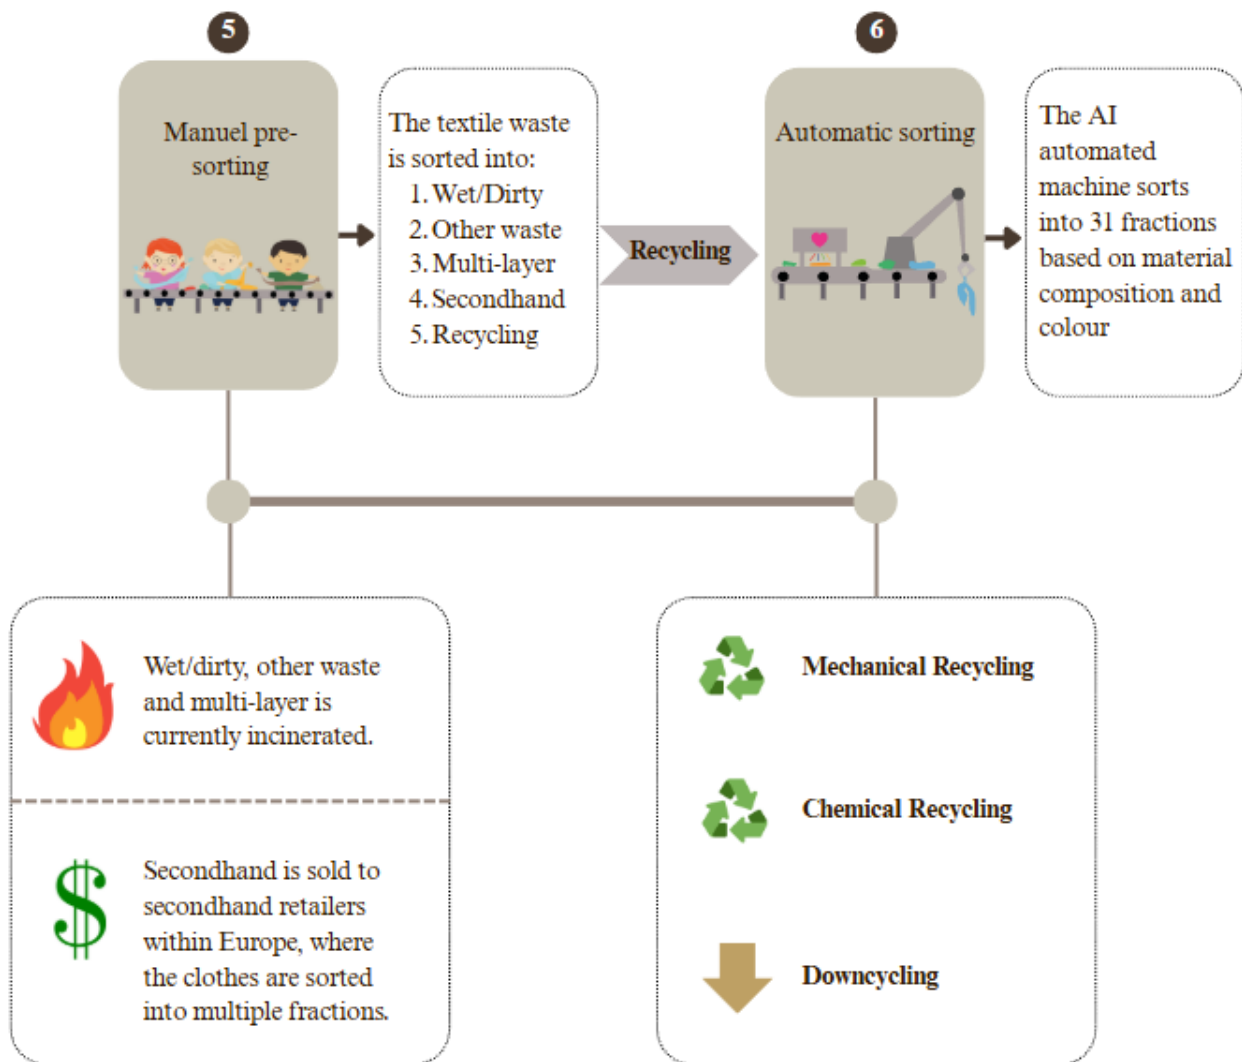 5
Manuel pre-
sorting
The textile waste
is sorted into:
1. Wet/Dirty
2. Other waste
3. Multi-layer
4. Secondhand
5. Recycling
Recycling
6
Automatic sorting
The AI
automated
machine sorts
into 31 fractions
based on material
composition and
colour
Wet/dirty, other waste
and multi-layer is
currently incinerated.
$
Secondhand is sold to
secondhand retailers
within Europe, where
the clothes are sorted
into multiple fractions.
Mechanical Recycling
Chemical Recycling
Downcycling